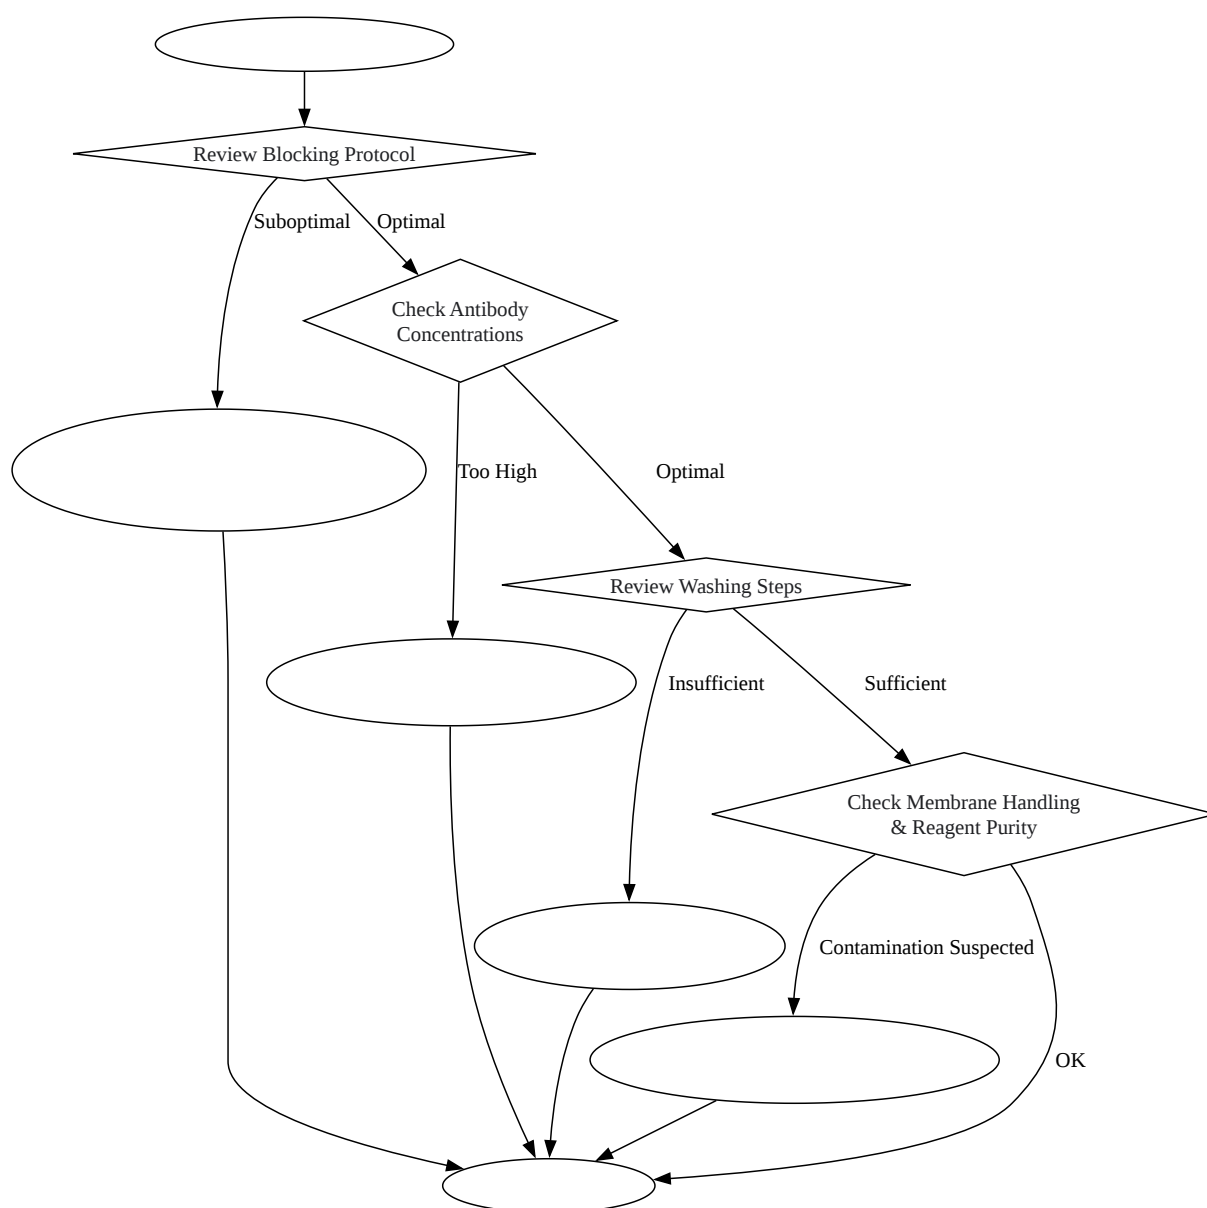 Review Blocking Protocol
Suboptimal
Optimal
Check Antibody
Concentrations
Too High
Optimal
Review Washing Steps
Insufficient
Sufficient
Check Membrane Handling
& Reagent Purity
Contamination Suspected
OK